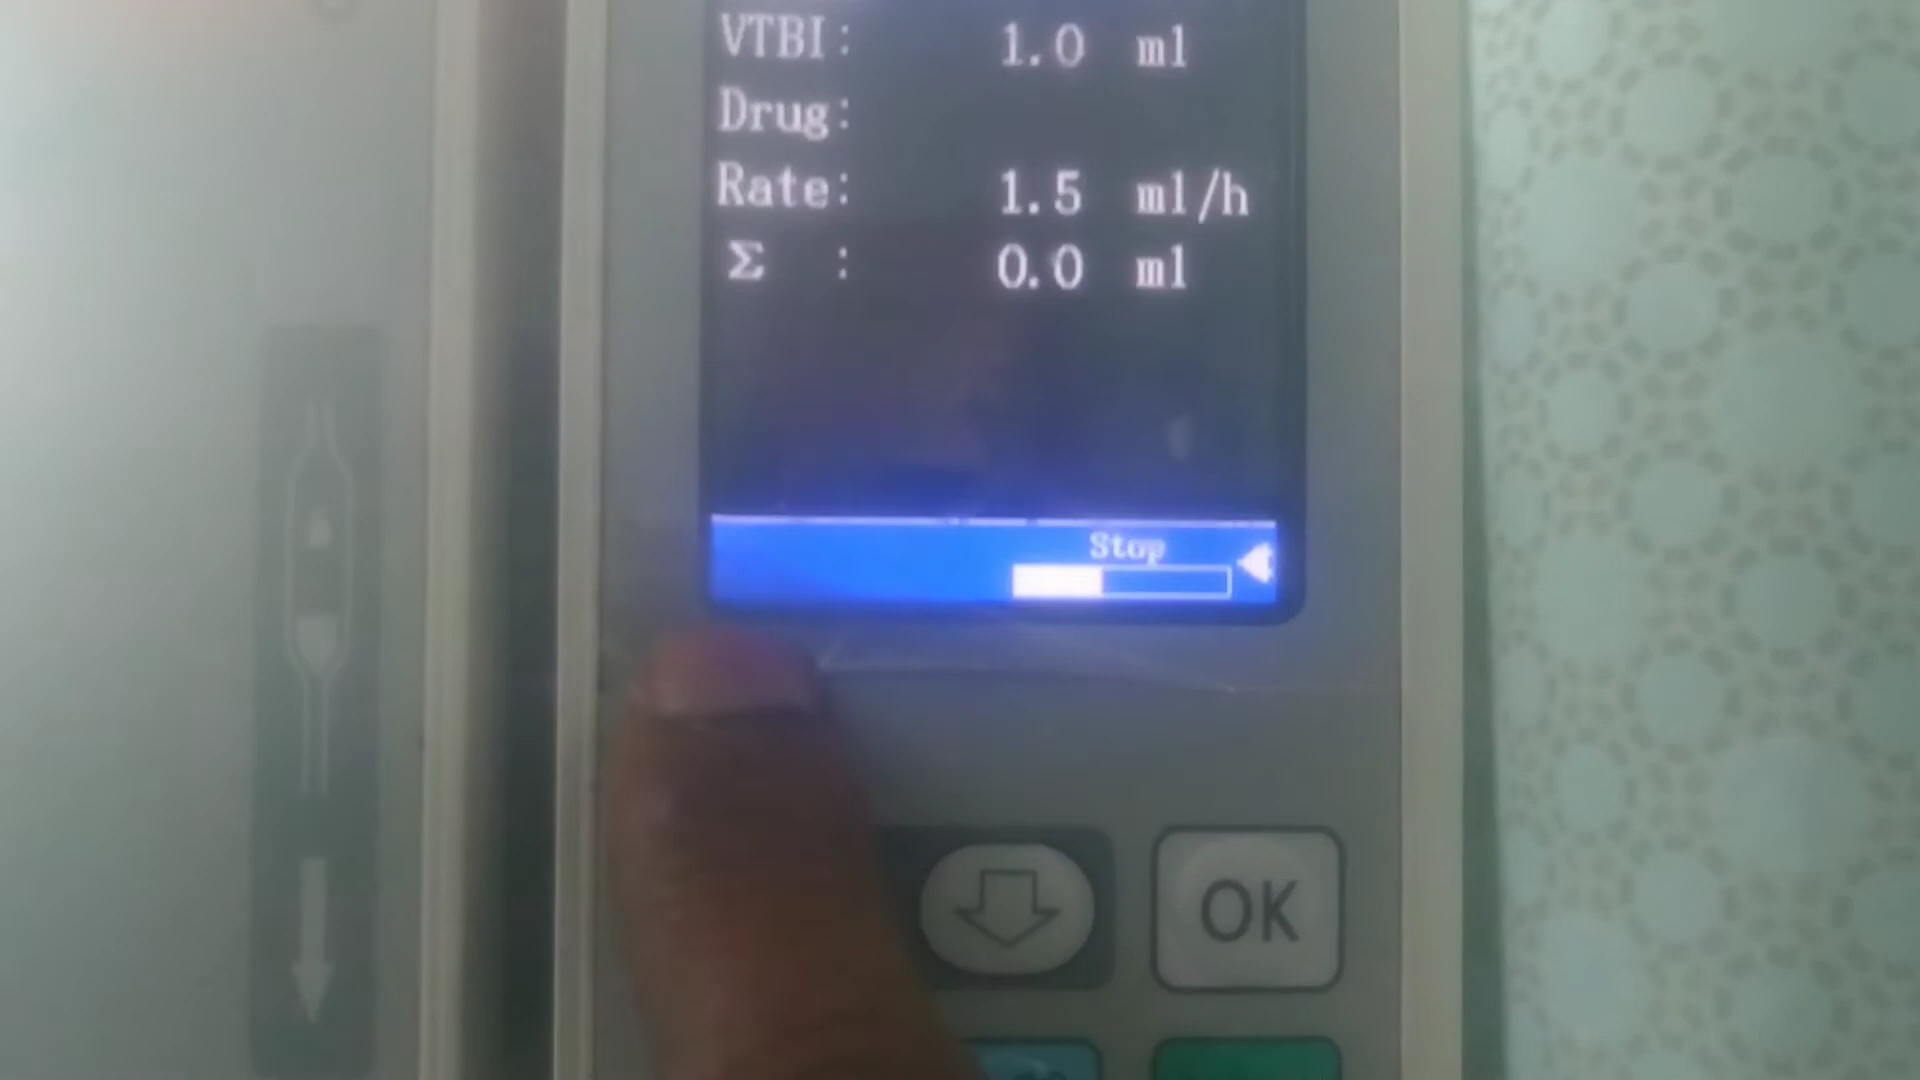 VTBI: 1.0 ml
Drug:
Rate: 1.5 ml/h
Σ : 0.0 ml
Stop
OK